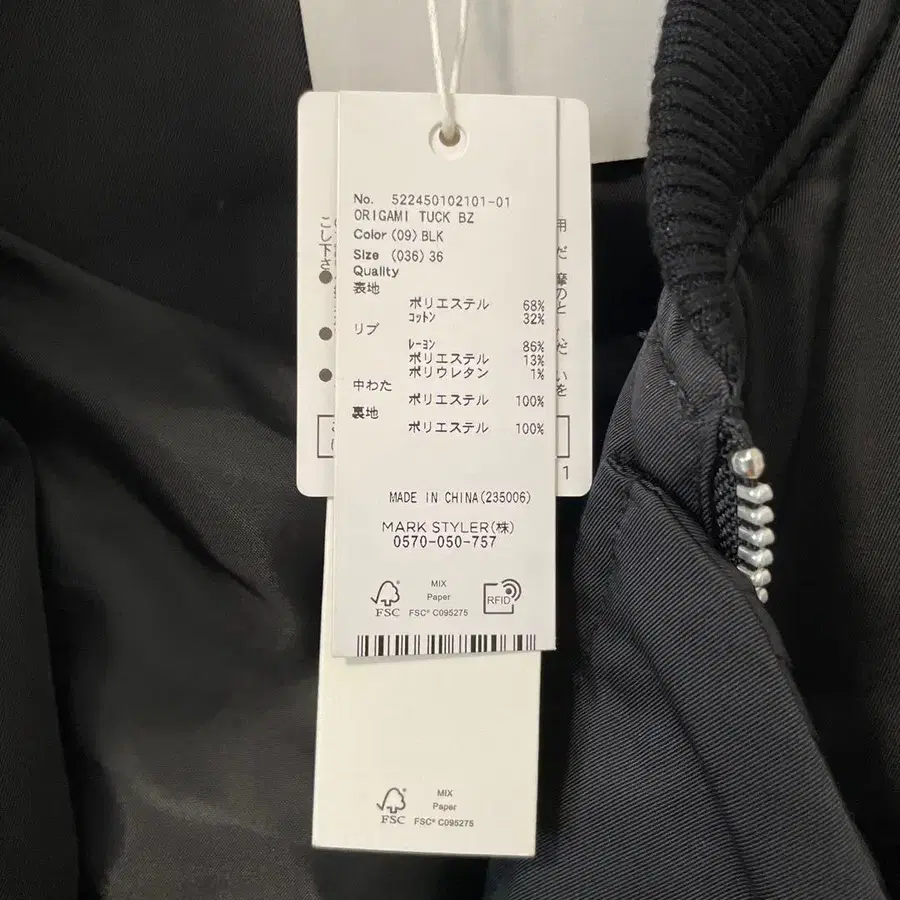 No. 522450102101-01
ORIGAMI TUCK BZ
Color (09) BLK
Size (036) 36
Quality
表地
ポリエステル 68%
コットン 32%
リブ
レーヨン 86%
ポリエステル 13%
ポリウレタン 1%
中わた
ポリエステル 100%
裏地
ポリエステル 100%
MADE IN CHINA(235006)
MARK STYLER(株)
0570-050-757
FSC
MIX
Paper
FSC® C095275
RFID
1
FSC
MIX
Paper
FSC® C095275